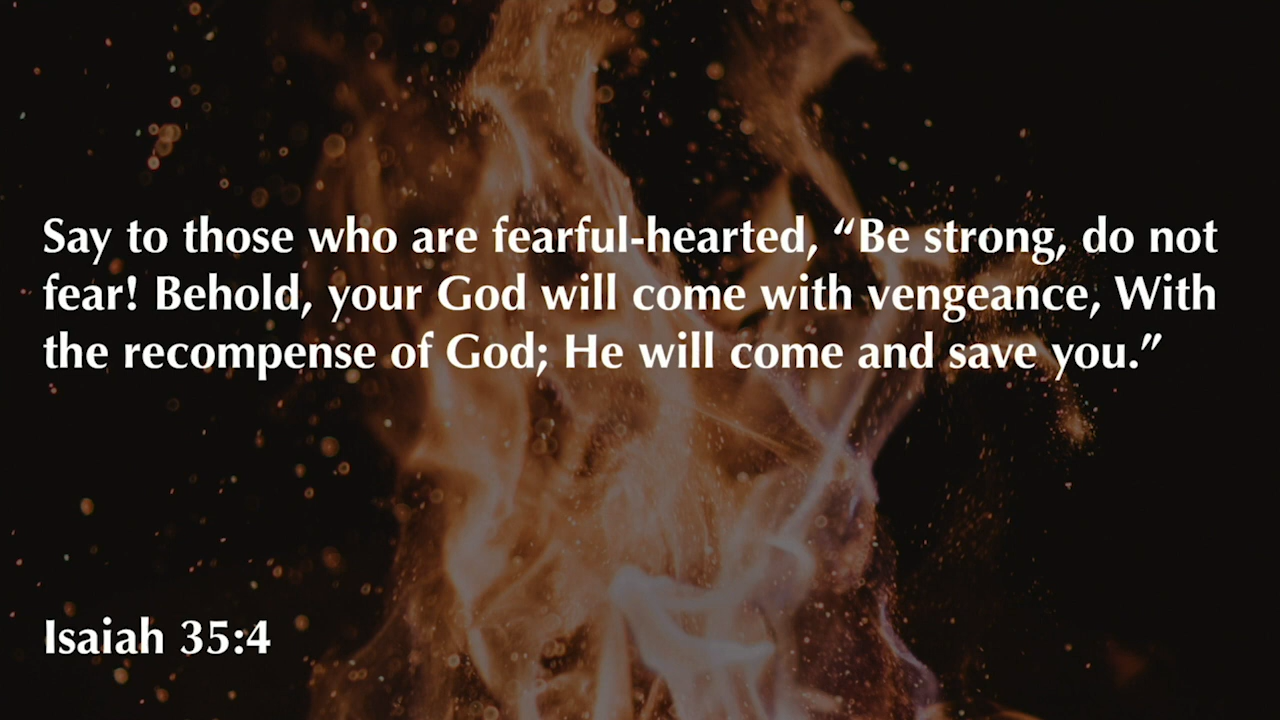 Say to those who are fearful-hearted, “Be strong, do not
fear! Behold, your God will come with vengeance, With
the recompense of God; He will come and save you.”
Isaiah 35:4